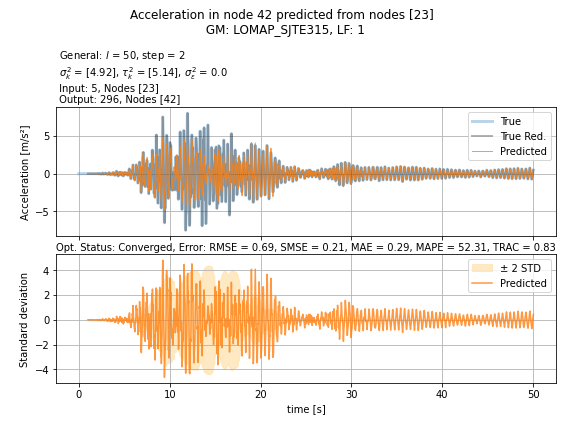 Acceleration in node 42 predicted from nodes [23]
GM: LOMAP_SJTE315, LF: 1
General: l = 50, step = 2
σ²ₖ = [4.92], τ²ₖ = [5.14], σ²ₑ = 0.0
Input: 5, Nodes [23]
Output: 296, Nodes [42]
True
True Red.
Predicted
Acceleration [m/s²]
5
0
−5
Opt. Status: Converged, Error: RMSE = 0.69, SMSE = 0.21, MAE = 0.29, MAPE = 52.31, TRAC = 0.83
± 2 STD
Predicted
Standard deviation
4
2
0
−2
−4
0 10 20 30 40 50
time [s]